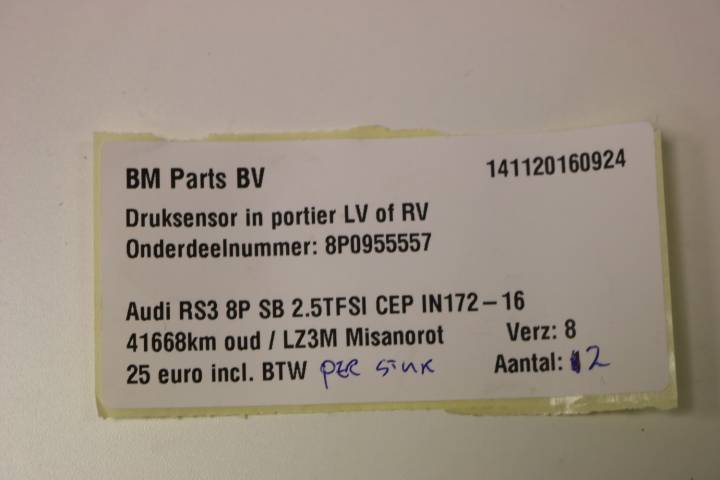 BM Parts BV 141120160924
Druksensor in portier LV of RV
Onderdeelnummer: 8P0955557
Audi RS3 8P SB 2.5TFSI CEP IN172-16
41668km oud / LZ3M Misanorot Verz: 8
25 euro incl. BTW PER STUK Aantal: 2